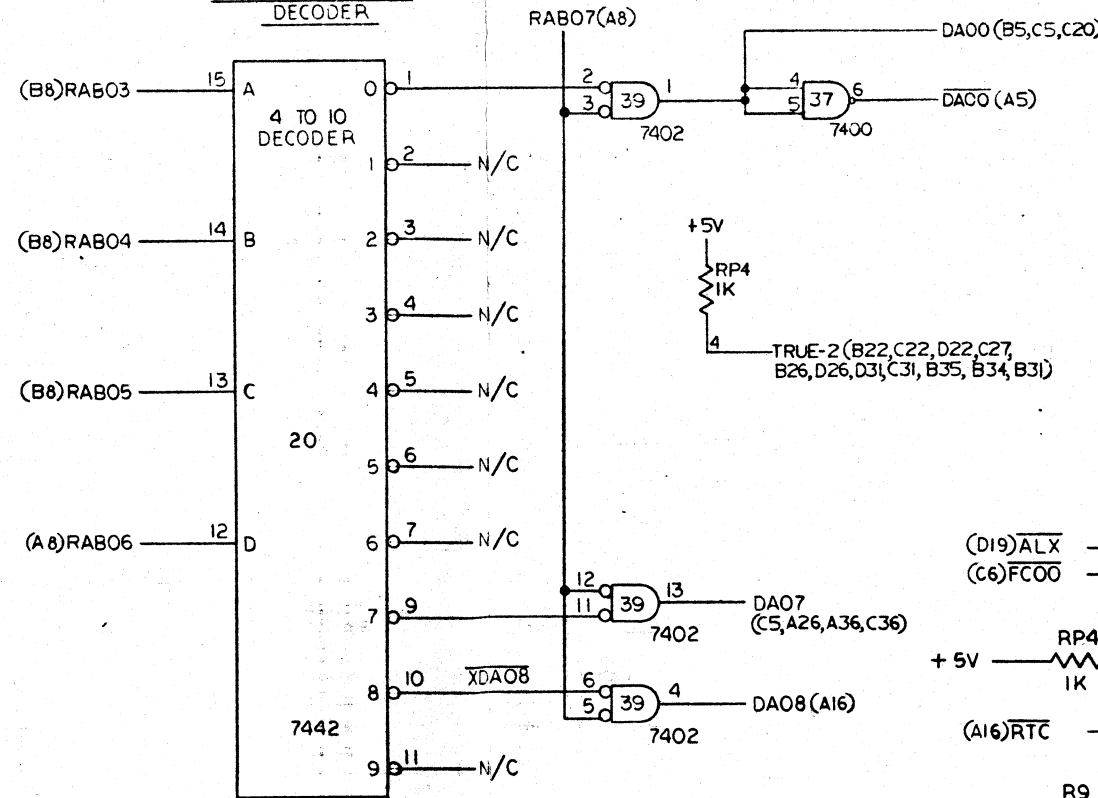 DECODER
RAB07(A8)
DA00(B5,C5,C20)
(B8)RAB03
15
A
0
1
2
3
39
1
7402
4
5
37
6
7400
DAC0(A5)
4 TO 10
DECODER
1
2
N/C
(B8)RAB04
14
B
2
3
N/C
+5V
RP4
1K
4
TRUE-2(B22,C22,D22,C27,
B26,D26,D31,C31,B35,B34,B31)
3
4
N/C
(B8)RAB05
13
C
4
5
N/C
20
5
6
N/C
(A8)RAB06
12
D
6
7
N/C
(D19)ALX
(C6)FC00
7
9
12
11
39
13
7402
DA07
(C5,A26,A36,C36)
+5V
RP4
1K
8
10
XDA08
6
5
39
4
7402
DA08(A16)
(A16)RTC
7442
9
11
N/C
R9